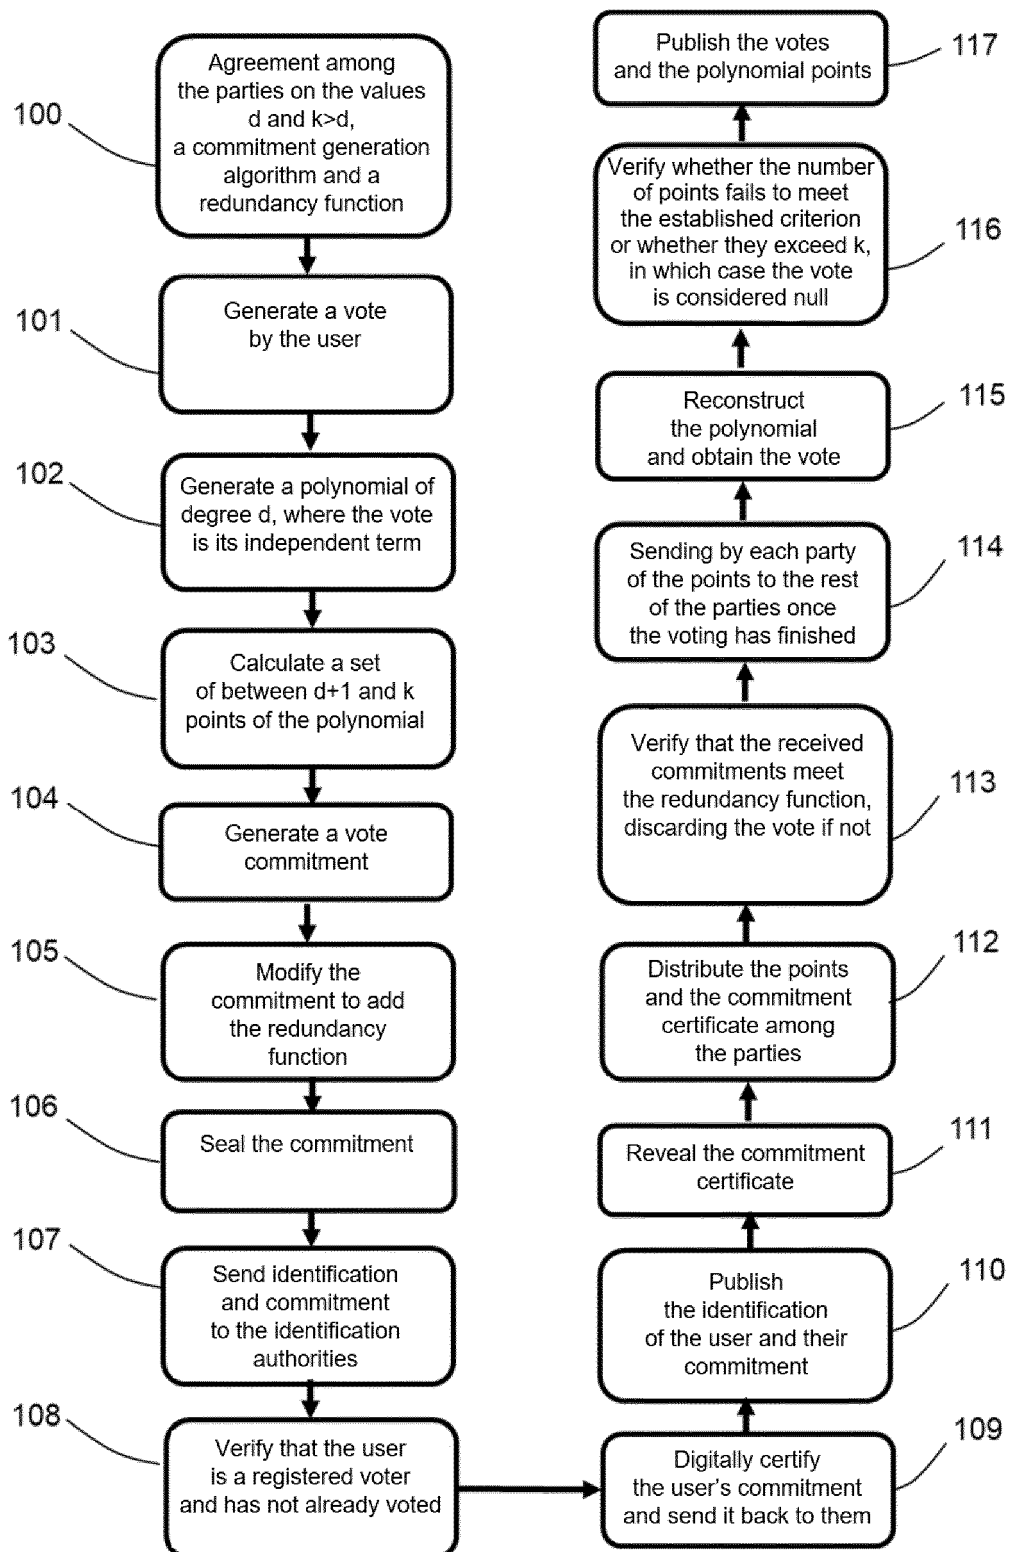 100
Agreement among
the parties on the values
d and k>d,
a commitment generation
algorithm and a
redundancy function
101
Generate a vote
by the user
102
Generate a polynomial of
degree d, where the vote
is its independent term
103
Calculate a set
of between d+1 and k
points of the polynomial
104
Generate a vote
commitment
105
Modify the
commitment to add
the redundancy
function
106
Seal the commitment
107
Send identification
and commitment
to the identification
authorities
108
Verify that the user
is a registered voter
and has not already voted
109
Digitally certify
the user's commitment
and send it back to them
110
Publish
the identification
of the user and their
commitment
111
Reveal the commitment
certificate
112
Distribute the points
and the commitment
certificate among
the parties
113
Verify that the received
commitments meet
the redundancy function,
discarding the vote if not
114
Sending by each party
of the points to the rest
of the parties once
the voting has finished
115
Reconstruct
the polynomial
and obtain the vote
116
Verify whether the number
of points fails to meet
the established criterion
or whether they exceed k,
in which case the vote
is considered null
117
Publish the votes
and the polynomial points